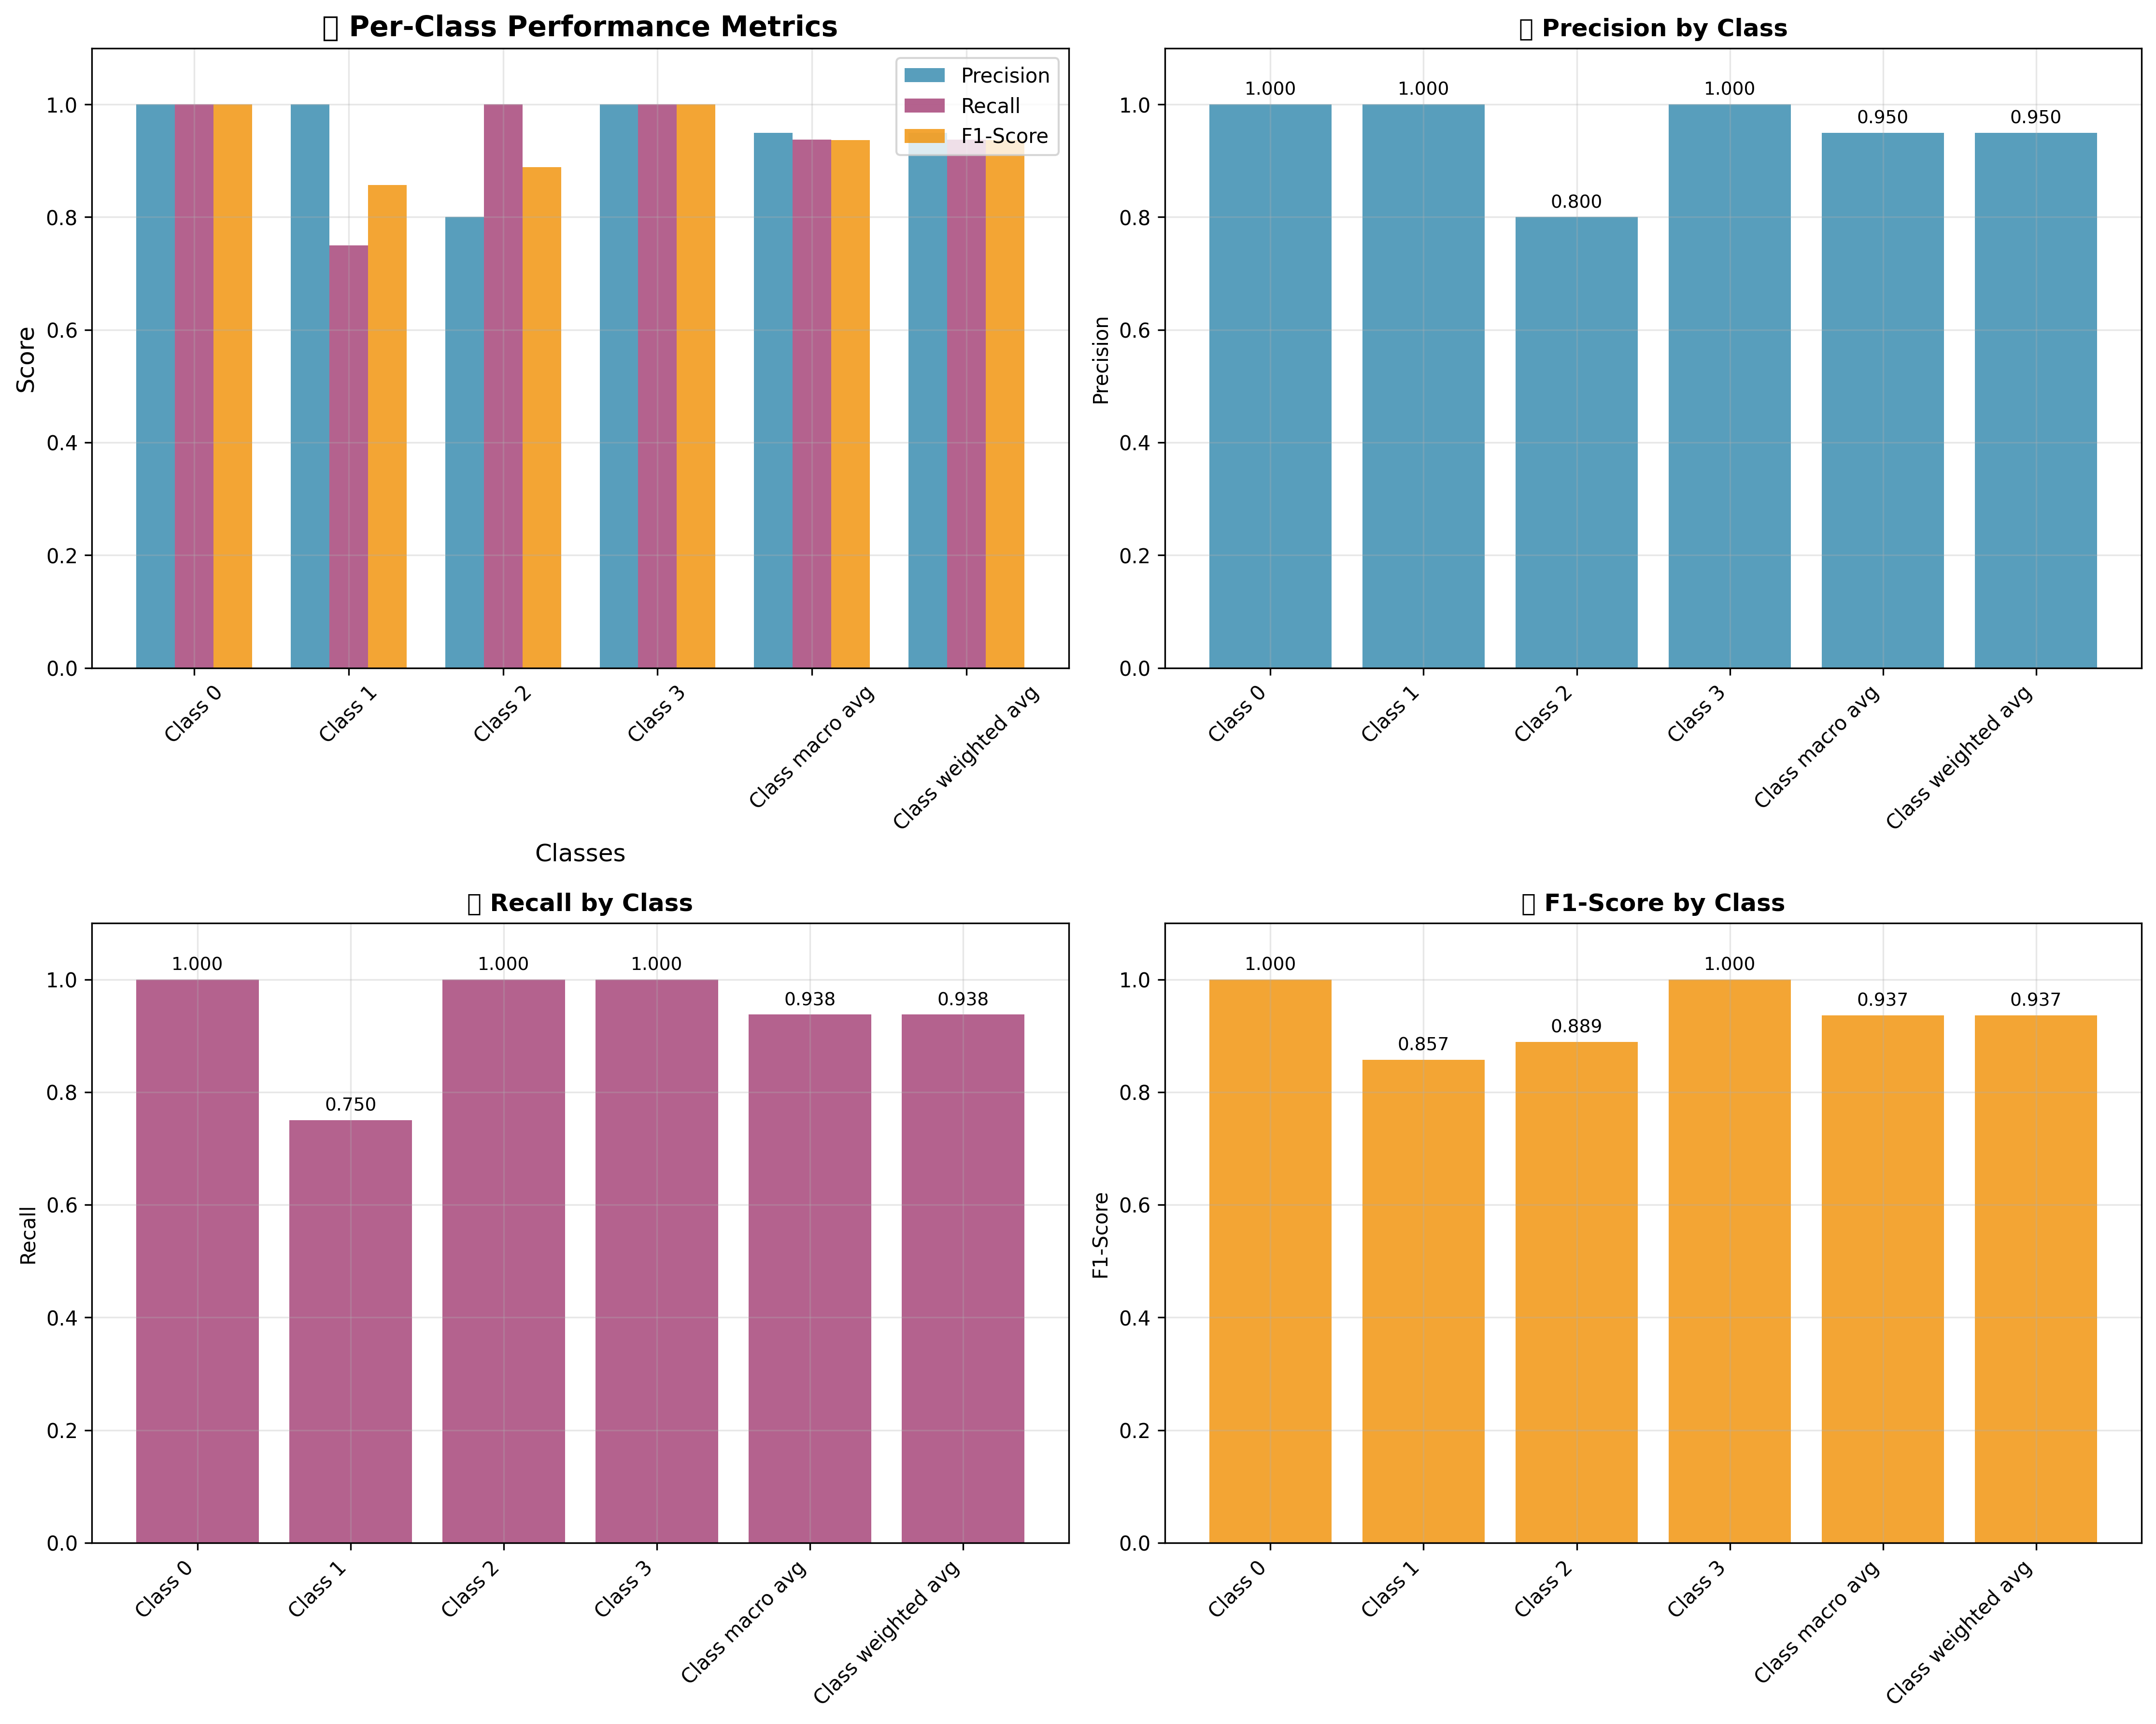 ▯ Per-Class Performance Metrics
Precision
Recall
F1-Score
Score
1.0
0.8
0.6
0.4
0.2
0.0
Class 0
Class 1
Class 2
Class 3
Class macro avg
Class weighted avg
Classes
▯ Precision by Class
Precision
1.0
0.8
0.6
0.4
0.2
0.0
1.000
1.000
0.800
1.000
0.950
0.950
Class 0
Class 1
Class 2
Class 3
Class macro avg
Class weighted avg
▯ Recall by Class
Recall
1.0
0.8
0.6
0.4
0.2
0.0
1.000
0.750
1.000
1.000
0.938
0.938
Class 0
Class 1
Class 2
Class 3
Class macro avg
Class weighted avg
▯ F1-Score by Class
F1-Score
1.0
0.8
0.6
0.4
0.2
0.0
1.000
0.857
0.889
1.000
0.937
0.937
Class 0
Class 1
Class 2
Class 3
Class macro avg
Class weighted avg